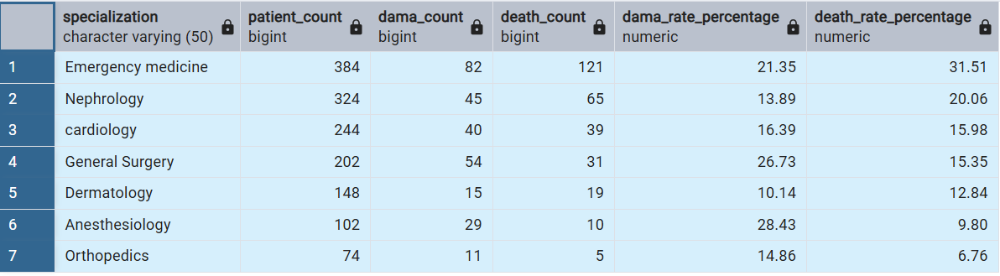 specialization patient_count dama_count death_count dama_rate_percentage death_rate_percentage
character varying (50) bigint bigint bigint numeric numeric
1 Emergency medicine 384 82 121 21.35 31.51
2 Nephrology 324 45 65 13.89 20.06
3 cardiology 244 40 39 16.39 15.98
4 General Surgery 202 54 31 26.73 15.35
5 Dermatology 148 15 19 10.14 12.84
6 Anesthesiology 102 29 10 28.43 9.80
7 Orthopedics 74 11 5 14.86 6.76